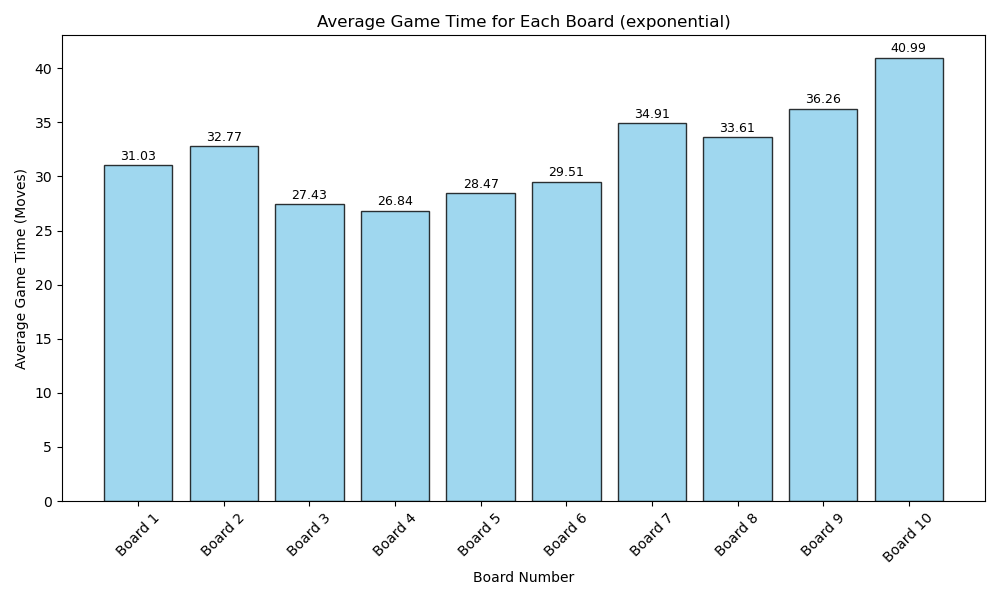 Average Game Time for Each Board (exponential)
Average Game Time (Moves)
40
35
30
25
20
15
10
5
0
31.03
32.77
27.43
26.84
28.47
29.51
34.91
33.61
36.26
40.99
Board 1
Board 2
Board 3
Board 4
Board 5
Board 6
Board 7
Board 8
Board 9
Board 10
Board Number